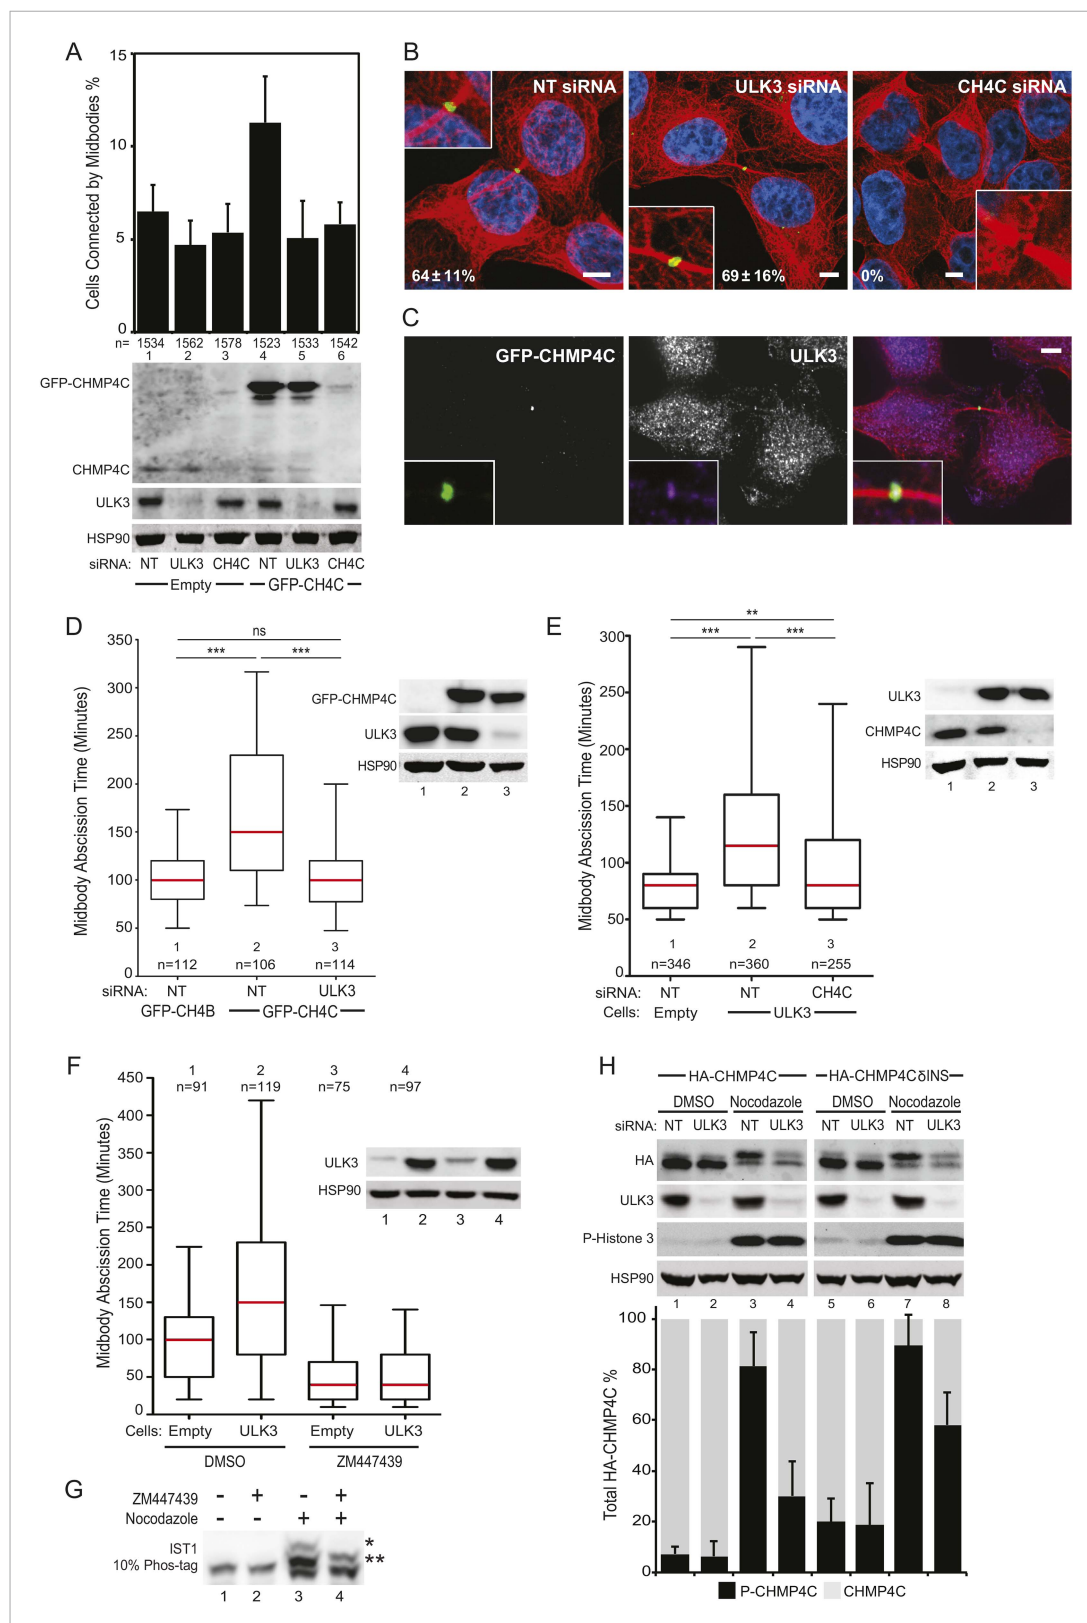 A
Cells Connected by Midbodies %
15
10
5
0
n= 1534 1562 1578 1523 1533 1542
1 2 3 4 5 6
GFP-CHMP4C
CHMP4C
ULK3
HSP90
siRNA: NT ULK3 CH4C NT ULK3 CH4C
Empty GFP-CH4C
B
NT siRNA
64 ± 11%
ULK3 siRNA
69 ± 16%
CH4C siRNA
0%
C
GFP-CHMP4C
ULK3
D
Midbody Abscission Time (Minutes)
350
300
250
200
150
100
50
0
ns
*** ***
1 2 3
n=112 n=106 n=114
siRNA: NT NT ULK3
GFP-CH4B GFP-CH4C
GFP-CHMP4C
ULK3
HSP90
1 2 3
E
Midbody Abscission Time (Minutes)
300
250
200
150
100
50
0
**
*** ***
1 2 3
n=346 n=360 n=255
siRNA: NT NT CH4C
Cells: Empty ULK3
ULK3
CHMP4C
HSP90
1 2 3
F
Midbody Abscission Time (Minutes)
450
400
350
300
250
200
150
100
50
0
1 2 3 4
n=91 n=119 n=75 n=97
Cells: Empty ULK3 Empty ULK3
DMSO ZM447439
ULK3
HSP90
1 2 3 4
G
ZM447439 - + - +
Nocodazole - - + +
IST1
10% Phos-tag
*
**
1 2 3 4
H
HA-CHMP4C HA-CHMP4CδINS
DMSO Nocodazole DMSO Nocodazole
siRNA: NT ULK3 NT ULK3 NT ULK3 NT ULK3
HA
ULK3
P-Histone 3
HSP90
1 2 3 4 5 6 7 8
Total HA-CHMP4C %
80
60
40
20
0
P-CHMP4C CHMP4C